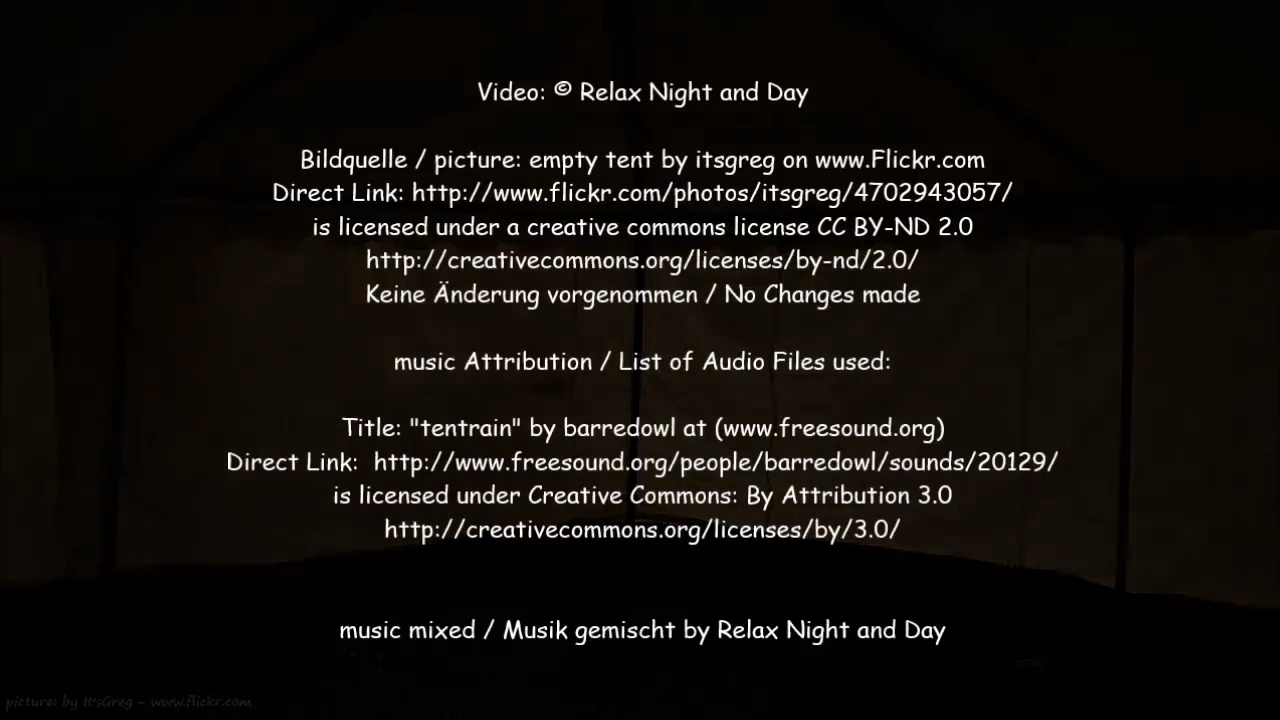 Video: © Relax Night and Day
Bildquelle / picture: empty tent by itsgreg on www.Flickr.com
Direct Link: http://www.flickr.com/photos/itsgreg/4702943057/
is licensed under a creative commons license CC BY-ND 2.0
http://creativecommons.org/licenses/by-nd/2.0/
Keine Änderung vorgenommen / No Changes made
music Attribution / List of Audio Files used:
Title: "tentrain" by barredowl at (www.freesound.org)
Direct Link:  http://www.freesound.org/people/barredowl/sounds/20129/
is licensed under Creative Commons: By Attribution 3.0
http://creativecommons.org/licenses/by/3.0/
music mixed / Musik gemischt by Relax Night and Day
picture: by It'sGreg - www.flickr.com